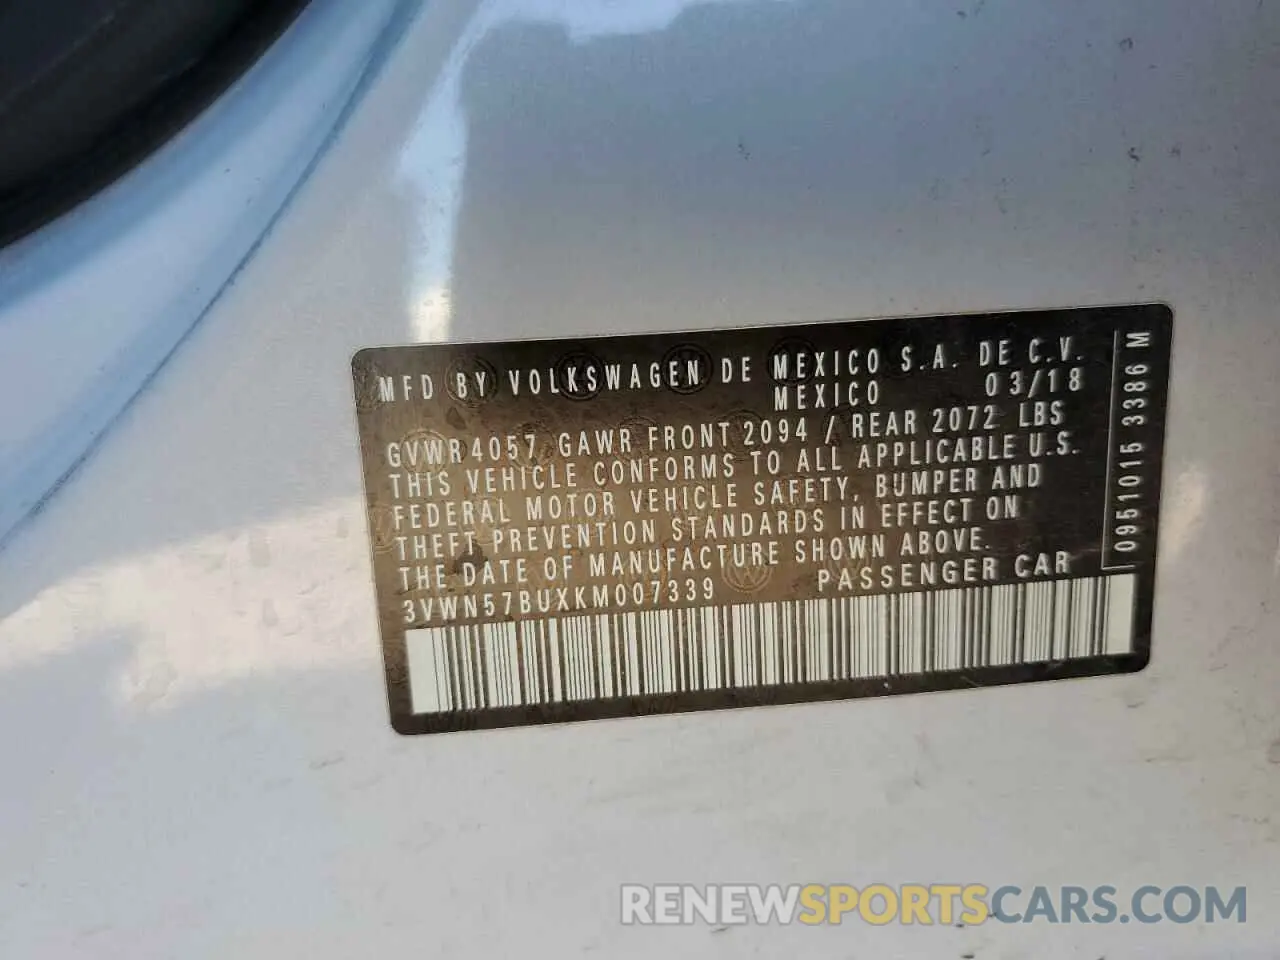 MFD BY VOLKSWAGEN DE MEXICO S.A. DE C.V.
MEXICO 03/18
GVWR 4057 GAWR FRONT 2094 / REAR 2072 LBS
THIS VEHICLE CONFORMS TO ALL APPLICABLE U.S.
FEDERAL MOTOR VEHICLE SAFETY, BUMPER AND
THEFT PREVENTION STANDARDS IN EFFECT ON
THE DATE OF MANUFACTURE SHOWN ABOVE.
3VWN57BUXKM007339 PASSENGER CAR
0951015 3386 M
RENEWSPORTSCARS.COM